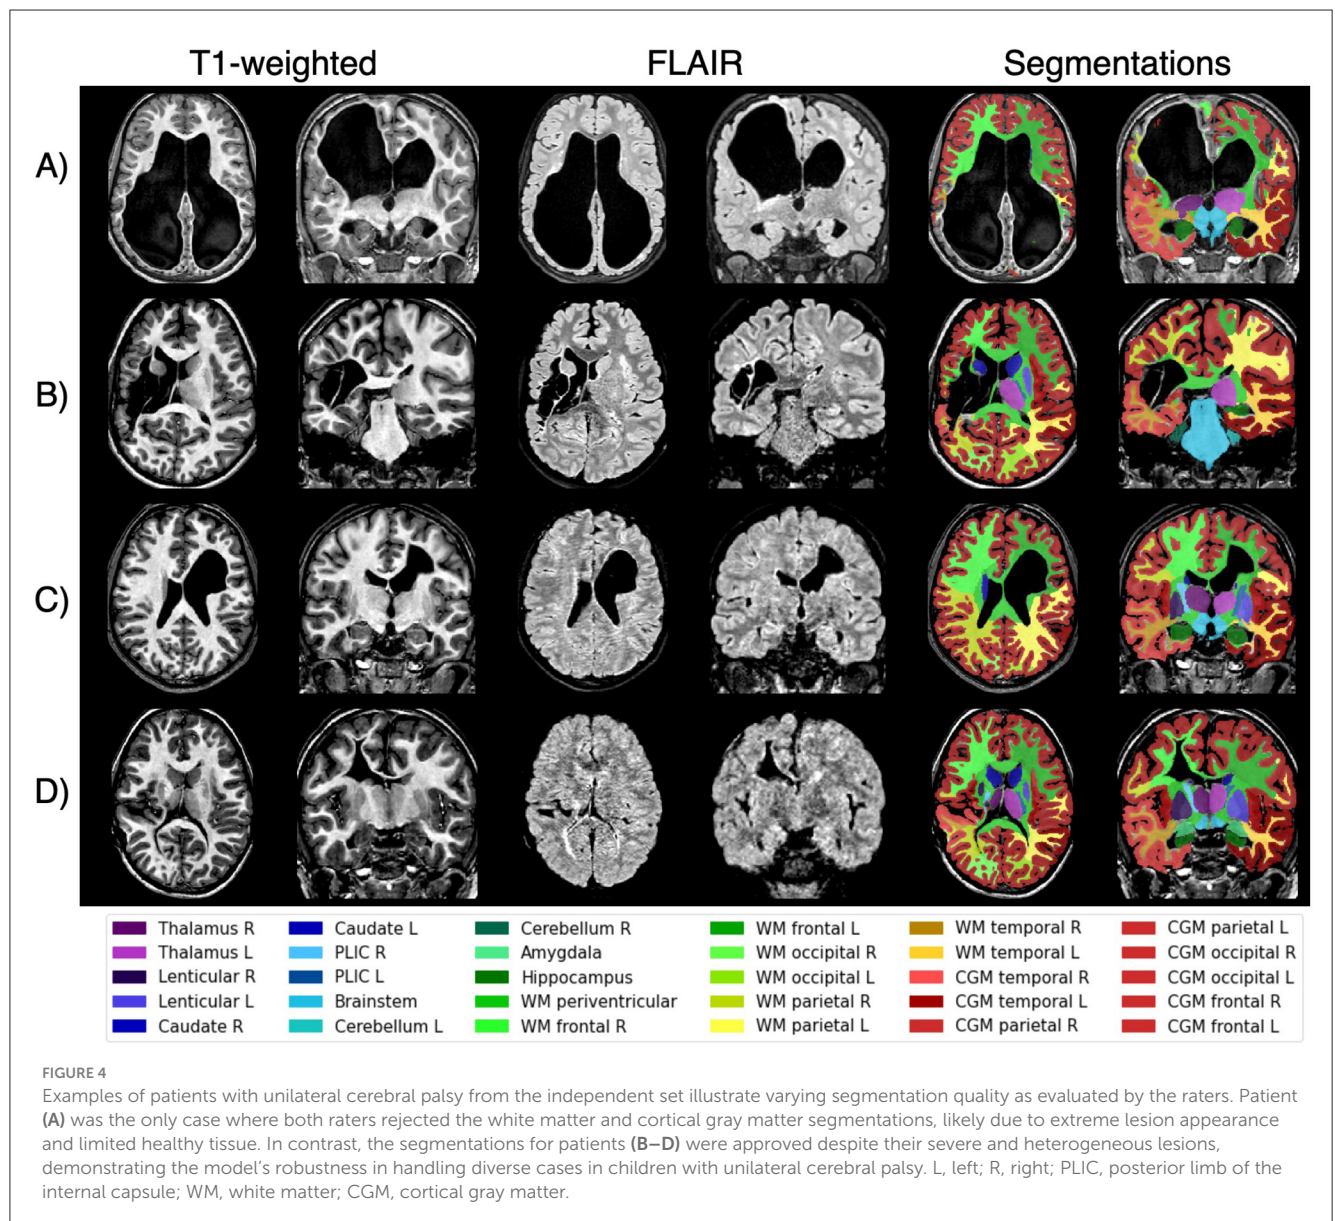 T1-weighted FLAIR Segmentations
A)
B)
C)
D)
Thalamus R Caudate L Cerebellum R WM frontal L WM temporal R CGM parietal L
Thalamus L PLIC R Amygdala WM occipital R WM temporal L CGM occipital R
Lenticular R PLIC L Hippocampus WM occipital L CGM temporal R CGM occipital L
Lenticular L Brainstem WM periventricular WM parietal R CGM temporal L CGM frontal R
Caudate R Cerebellum L WM frontal R WM parietal L CGM parietal R CGM frontal L
FIGURE 4
Examples of patients with unilateral cerebral palsy from the independent set illustrate varying segmentation quality as evaluated by the raters. Patient
(A) was the only case where both raters rejected the white matter and cortical gray matter segmentations, likely due to extreme lesion appearance
and limited healthy tissue. In contrast, the segmentations for patients (B–D) were approved despite their severe and heterogeneous lesions,
demonstrating the model's robustness in handling diverse cases in children with unilateral cerebral palsy. L, left; R, right; PLIC, posterior limb of the
internal capsule; WM, white matter; CGM, cortical gray matter.